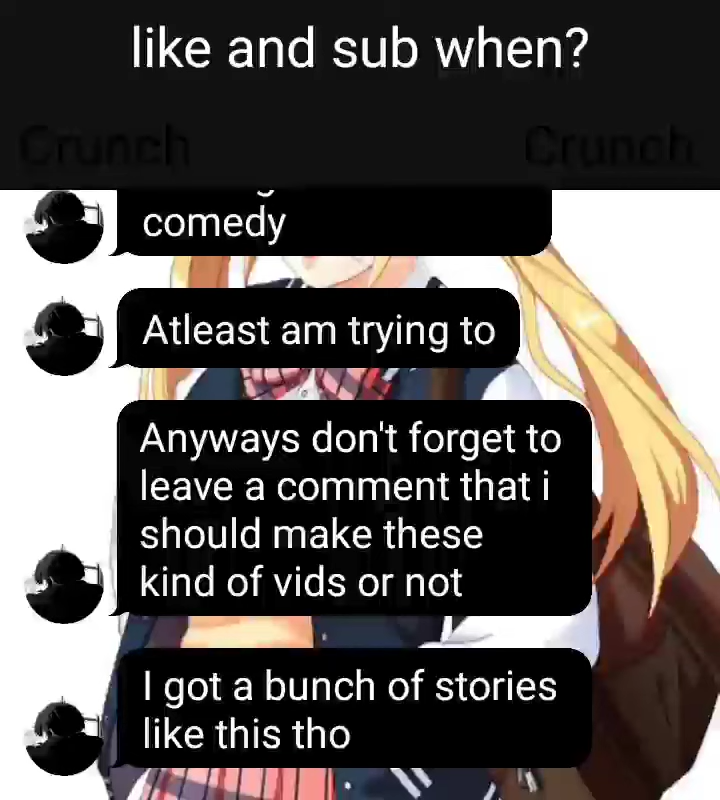 like and sub when?
Crunch Crunch
comedy
Atleast am trying to
Anyways don't forget to
leave a comment that i
should make these
kind of vids or not
I got a bunch of stories
like this tho